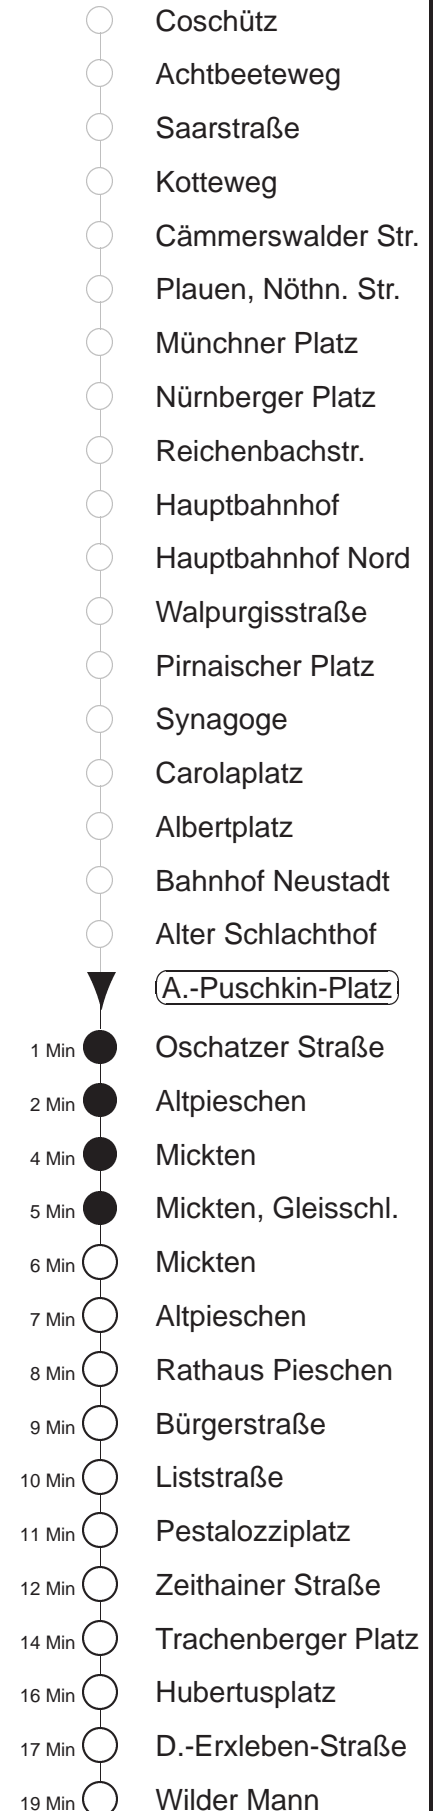 Coschütz
Achtbeeteweg
Saarstraße
Kotteweg
Cämmerswalder Str.
Plauen, Nöthn. Str.
Münchner Platz
Nürnberger Platz
Reichenbachstr.
Hauptbahnhof
Hauptbahnhof Nord
Walpurgisstraße
Pirnaischer Platz
Synagoge
Carolaplatz
Albertplatz
Bahnhof Neustadt
Alter Schlachthof
A.-Puschkin-Platz
1 Min Oschatzer Straße
2 Min Altpieschen
4 Min Mickten
5 Min Mickten, Gleisschl.
6 Min Mickten
7 Min Altpieschen
8 Min Rathaus Pieschen
9 Min Bürgerstraße
10 Min Liststraße
11 Min Pestalozziplatz
12 Min Zeithainer Straße
14 Min Trachenberger Platz
16 Min Hubertusplatz
17 Min D.-Erxleben-Straße
19 Min Wilder Mann